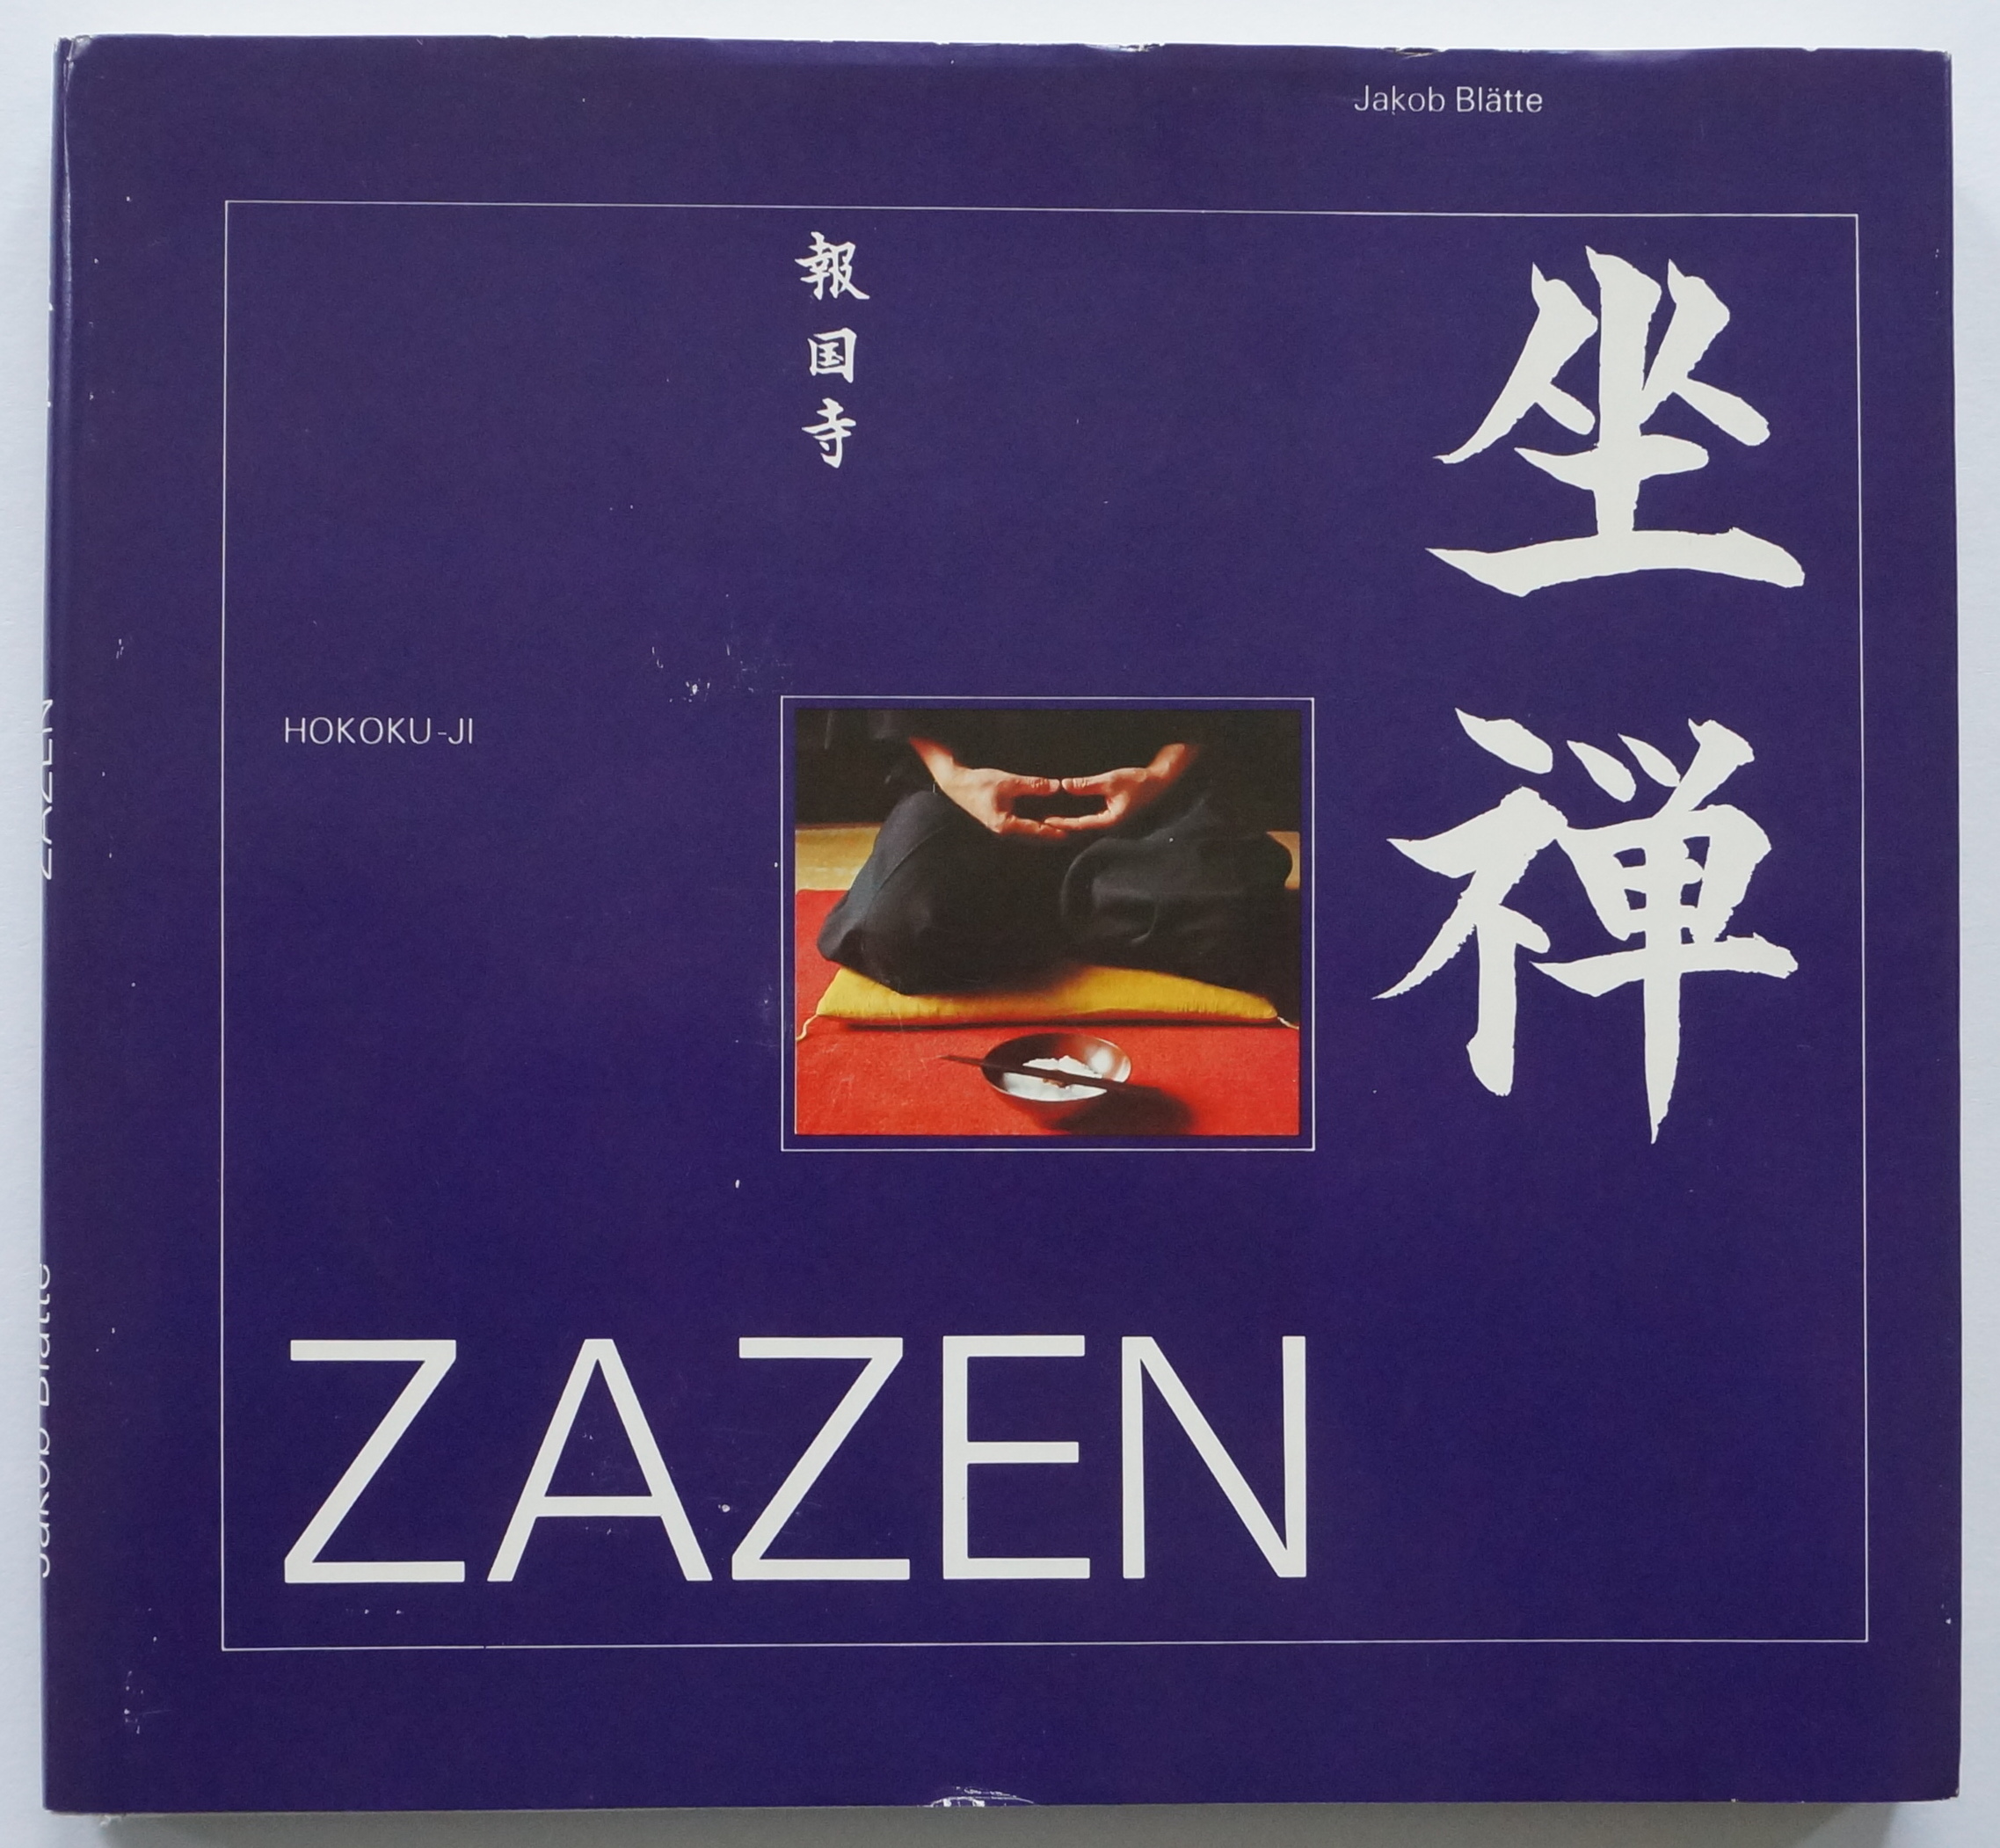 Jakob Blätte
坐禅
報国寺
HOKOKU-JI
ZAZEN
ZAZEN
Jakob Blätte